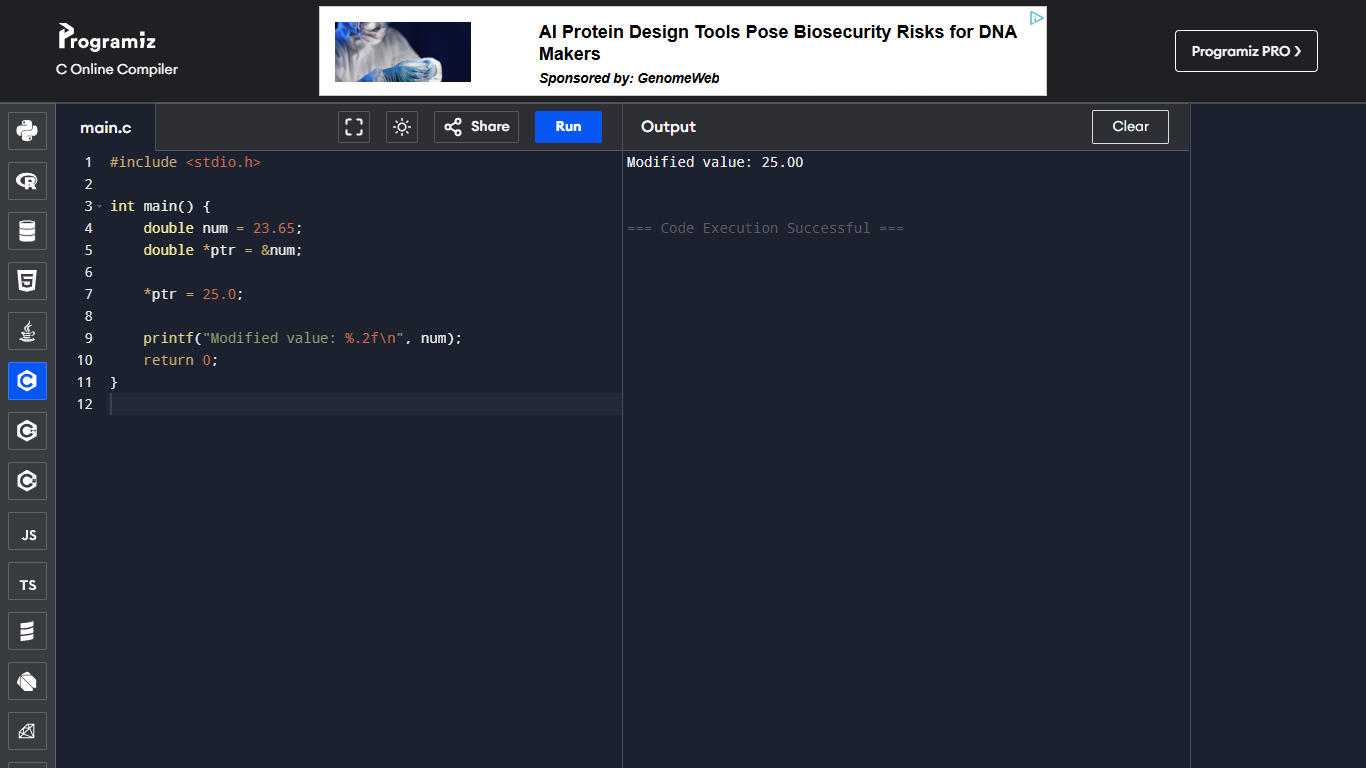 Programiz
C Online Compiler
AI Protein Design Tools Pose Biosecurity Risks for DNA
Makers
Sponsored by: GenomeWeb
Programiz PRO ❯
main.c
Share
Run
Output
Clear
1 #include <stdio.h>
2
3 int main() {
4     double num = 23.65;
5     double *ptr = &num;
6
7     *ptr = 25.0;
8
9     printf("Modified value: %.2f\n", num);
10     return 0;
11 }
12
Modified value: 25.00
=== Code Execution Successful ===
JS
TS